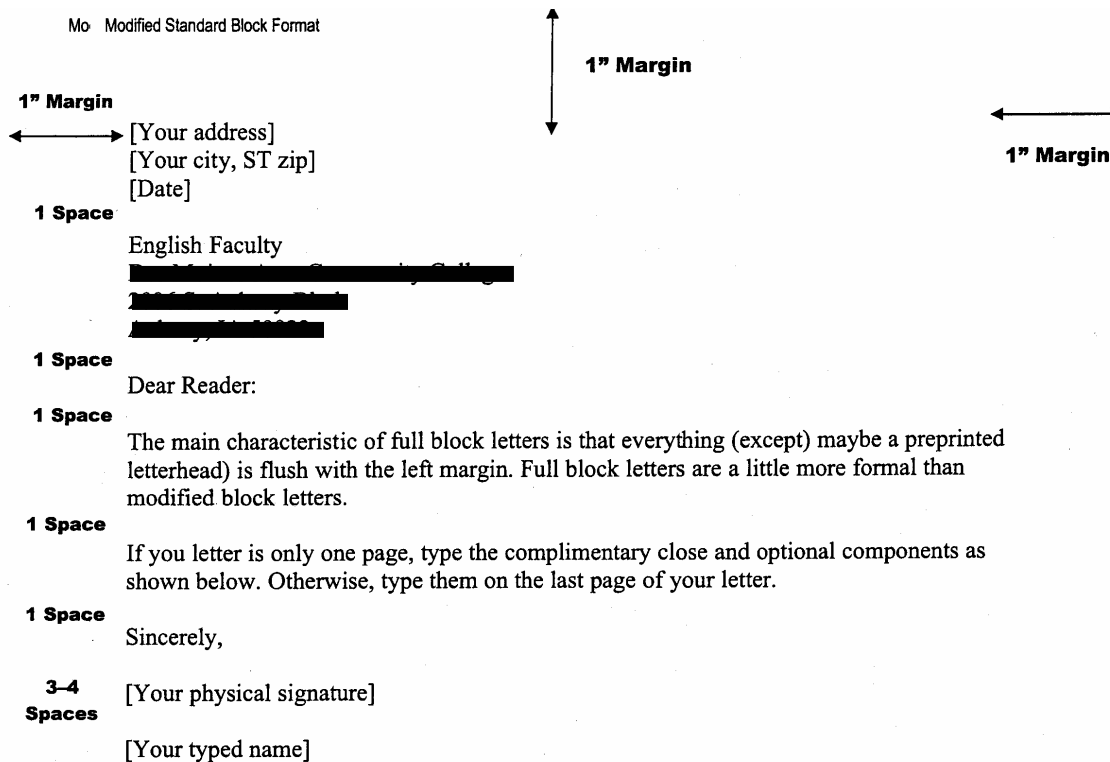 Mo Modified Standard Block Format
1” Margin
1” Margin
[Your address]
[Your city, ST zip]
1” Margin
[Date]
1 Space
English Faculty
1 Space
Dear Reader:
1 Space
The main characteristic of full block letters is that everything (except) maybe a preprinted
letterhead) is flush with the left margin. Full block letters are a little more formal than
modified block letters.
1 Space
If you letter is only one page, type the complimentary close and optional components as
shown below. Otherwise, type them on the last page of your letter.
1 Space
Sincerely,
3–4
Spaces
[Your physical signature]
[Your typed name]